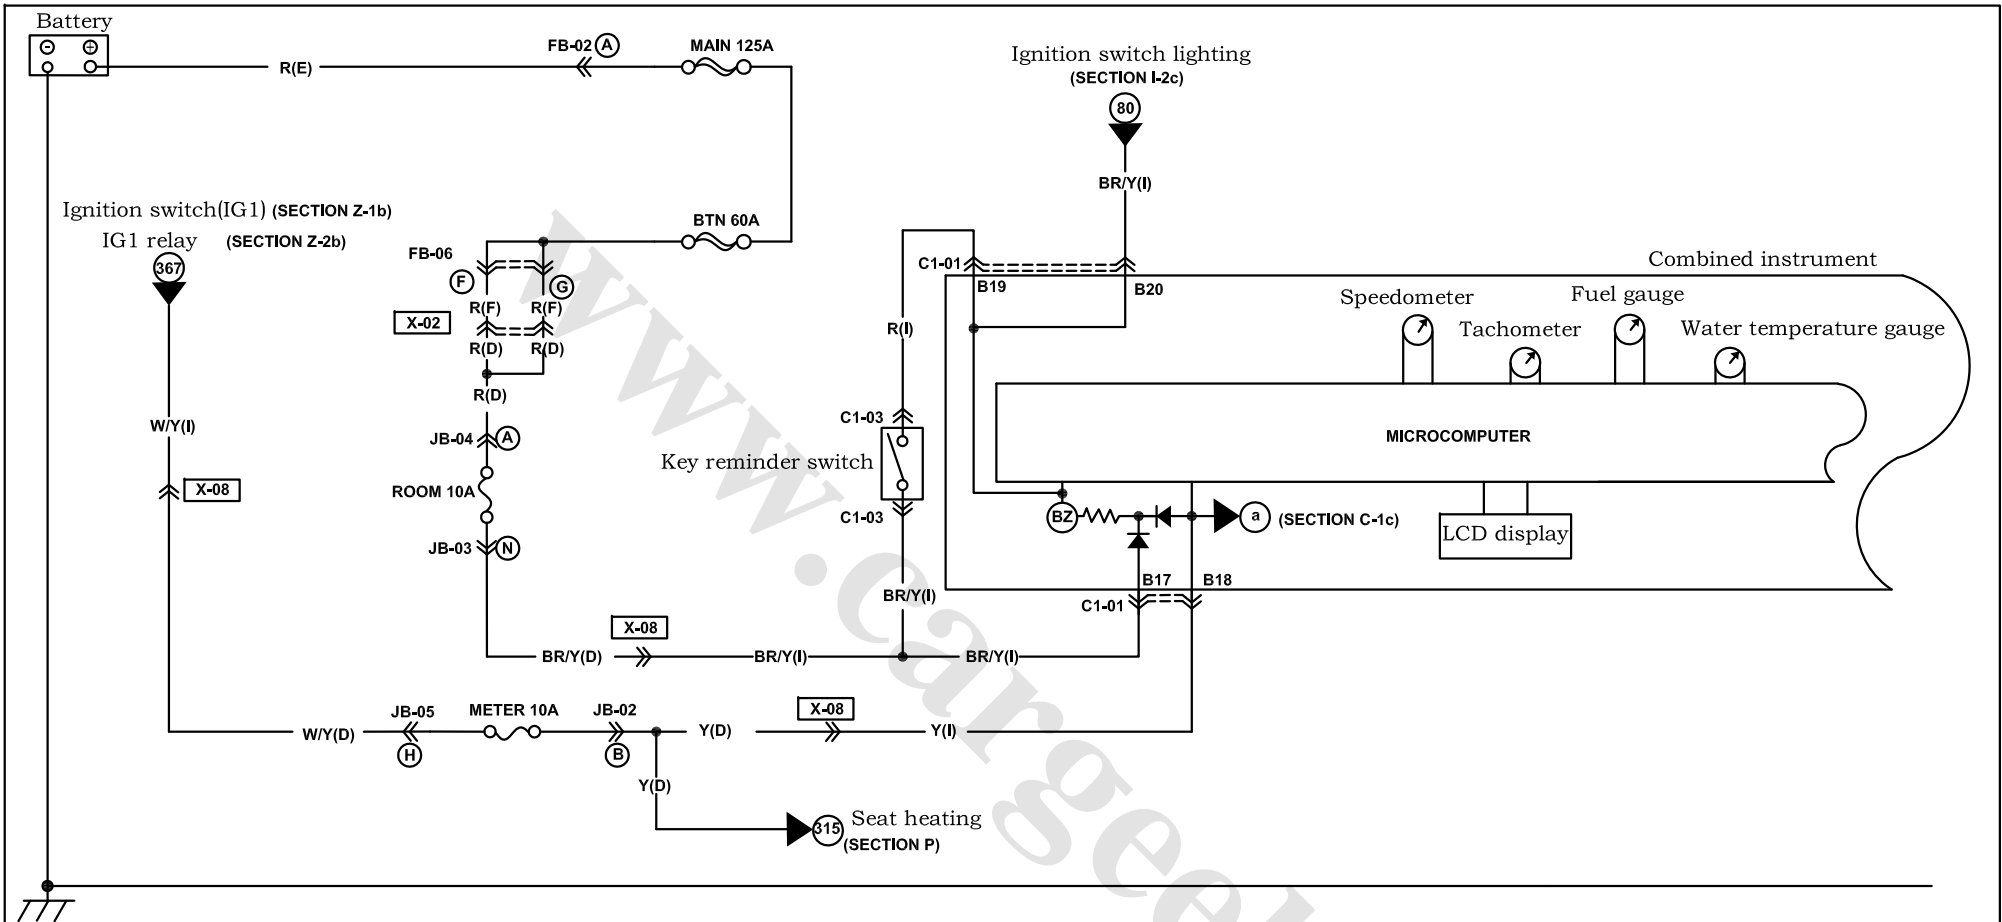 Battery
R(E)
FB-02 A
MAIN 125A
Ignition switch lighting
(SECTION I-2c)
80
BR/Y(I)
Ignition switch(IG1) (SECTION Z-1b)
IG1 relay (SECTION Z-2b)
367
BTN 60A
FB-06
F
G
R(F) R(F)
X-02
R(D) R(D)
R(D)
C1-01
B19
B20
Combined instrument
Speedometer
Fuel gauge
Tachometer
Water temperature gauge
R(I)
W/Y(I)
X-08
JB-04 A
ROOM 10A
JB-03 N
C1-03
Key reminder switch
C1-03
MICROCOMPUTER
BZ
a (SECTION C-1c)
LCD display
B17 B18
C1-01
BR/Y(I)
X-08
BR/Y(D) BR/Y(I) BR/Y(I)
JB-05
METER 10A
JB-02
X-08
W/Y(D)
H
B
Y(D)
Y(I)
Y(D)
315 Seat heating
(SECTION P)